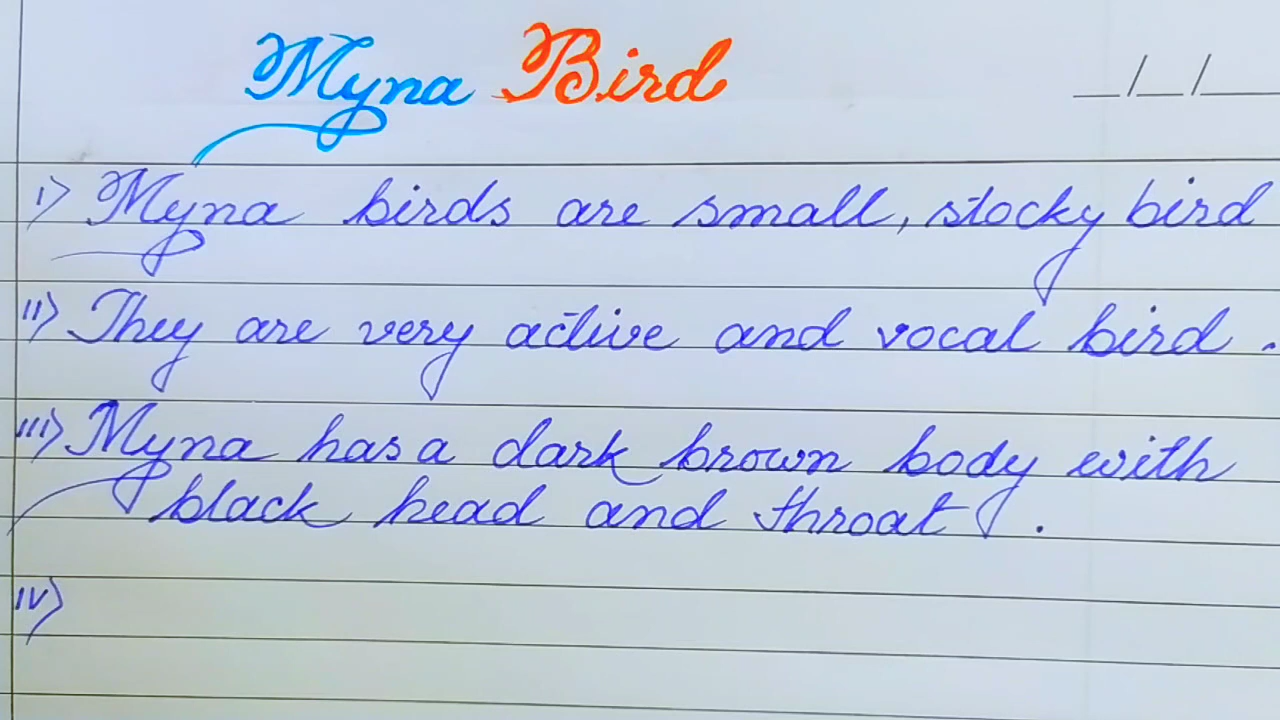 Myna Bird
__/__/___
i) Myna birds are small, stocky bird
ii) They are very active and vocal bird.
iii) Myna has a dark brown body with
black head and throat.
iv)